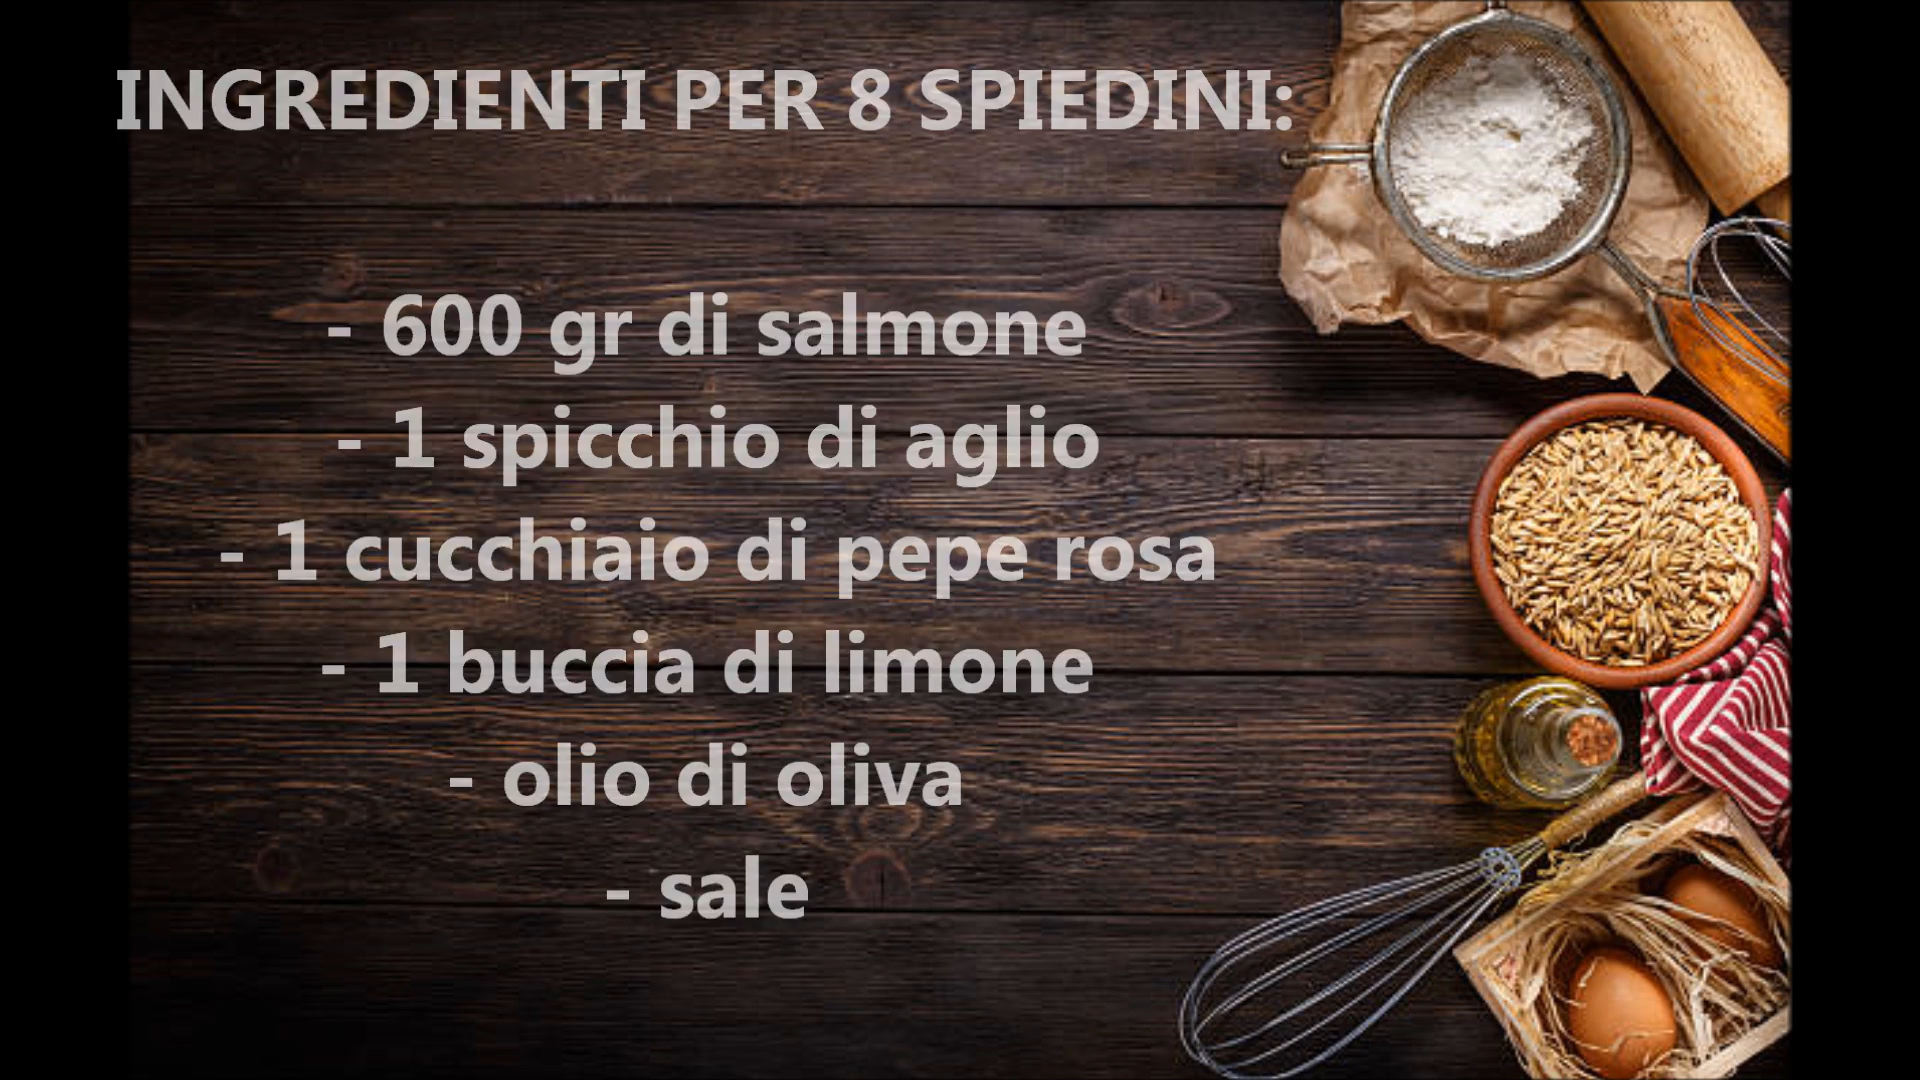 INGREDIENTI PER 8 SPIEDINI:
- 600 gr di salmone
- 1 spicchio di aglio
- 1 cucchiaio di pepe rosa
- 1 buccia di limone
- olio di oliva
- sale